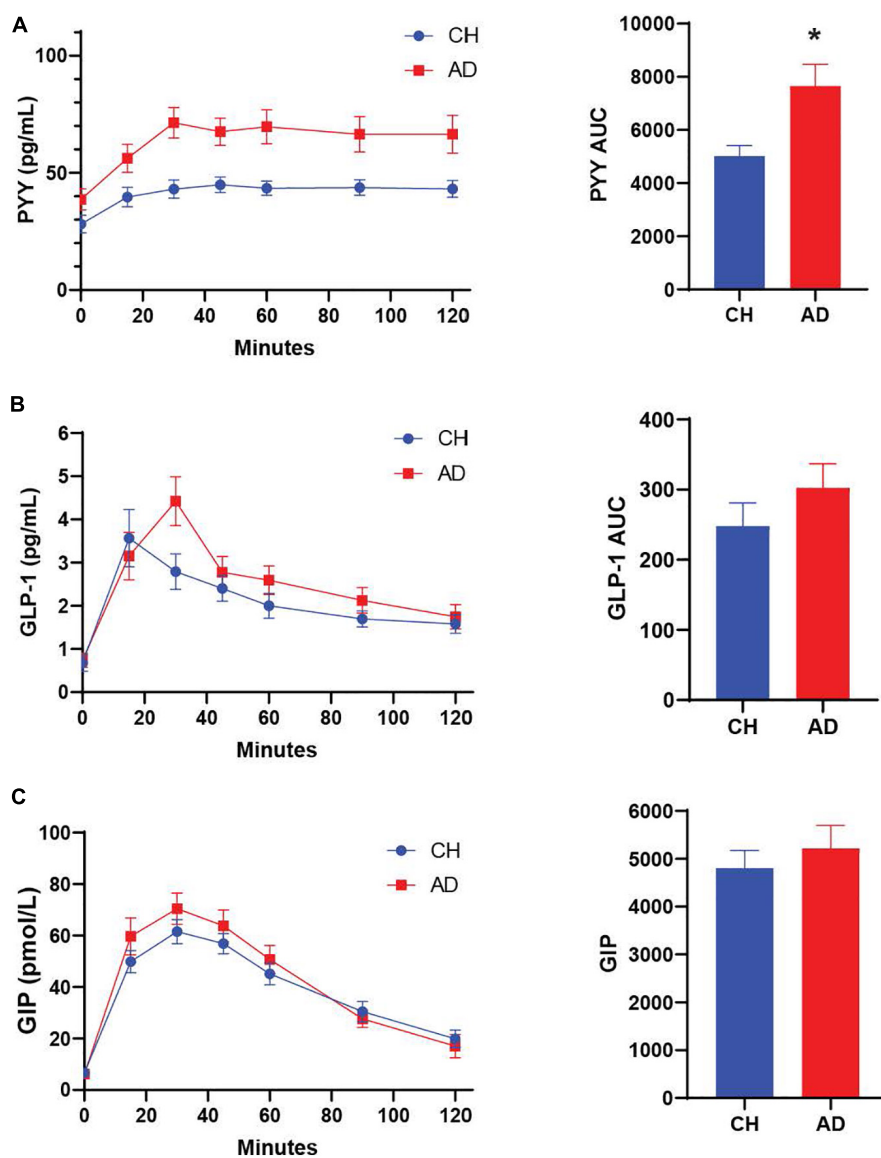 A
CH
AD
PYY (pg/mL)
100
50
0
0 20 40 60 80 100 120
Minutes
*
PYY AUC
10000
8000
6000
4000
2000
0
CH AD
B
CH
AD
GLP-1 (pg/mL)
6
5
4
3
2
1
0
0 20 40 60 80 100 120
Minutes
GLP-1 AUC
400
300
200
100
0
CH AD
C
CH
AD
GIP (pmol/L)
100
80
60
40
20
0
0 20 40 60 80 100 120
Minutes
GIP
6000
5000
4000
3000
2000
1000
0
CH AD